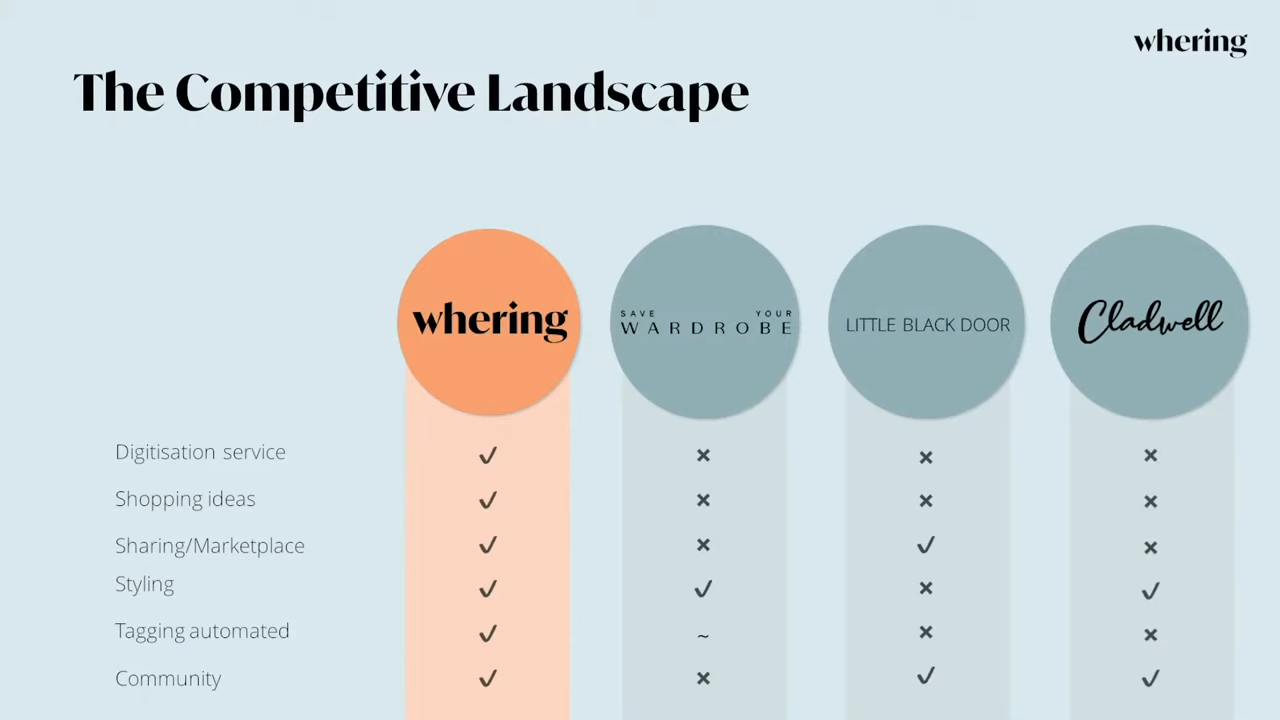 whering
The Competitive Landscape
whering
SAVE YOUR
WARDROBE
LITTLE BLACK DOOR
Cladwell
Digitisation service ✓ × × ×
Shopping ideas ✓ × × ×
Sharing/Marketplace ✓ × ✓ ×
Styling ✓ ✓ × ✓
Tagging automated ✓ ~ × ×
Community ✓ × ✓ ✓